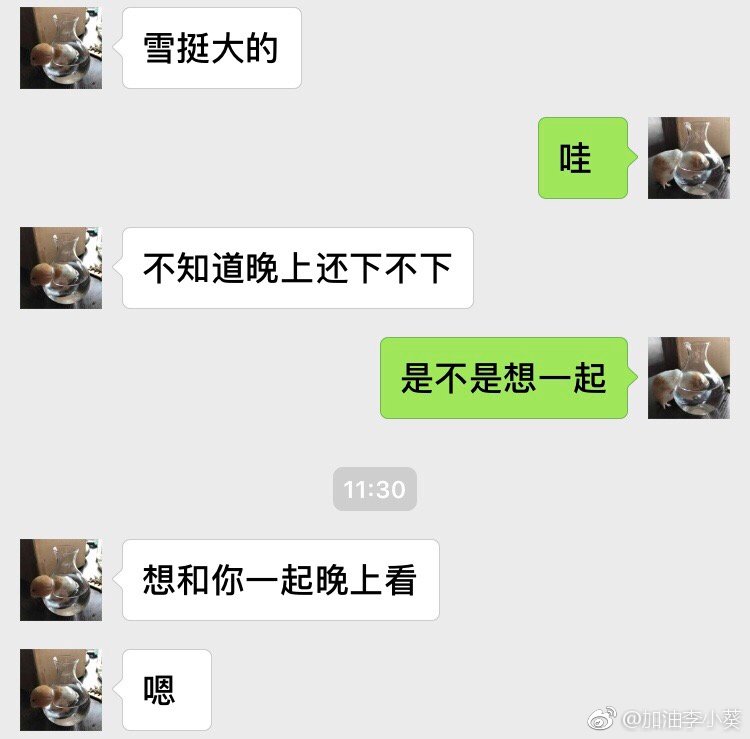 雪挺大的
哇
不知道晚上还下不下
是不是想一起
11:30
想和你一起晚上看
嗯
@加油李小葵